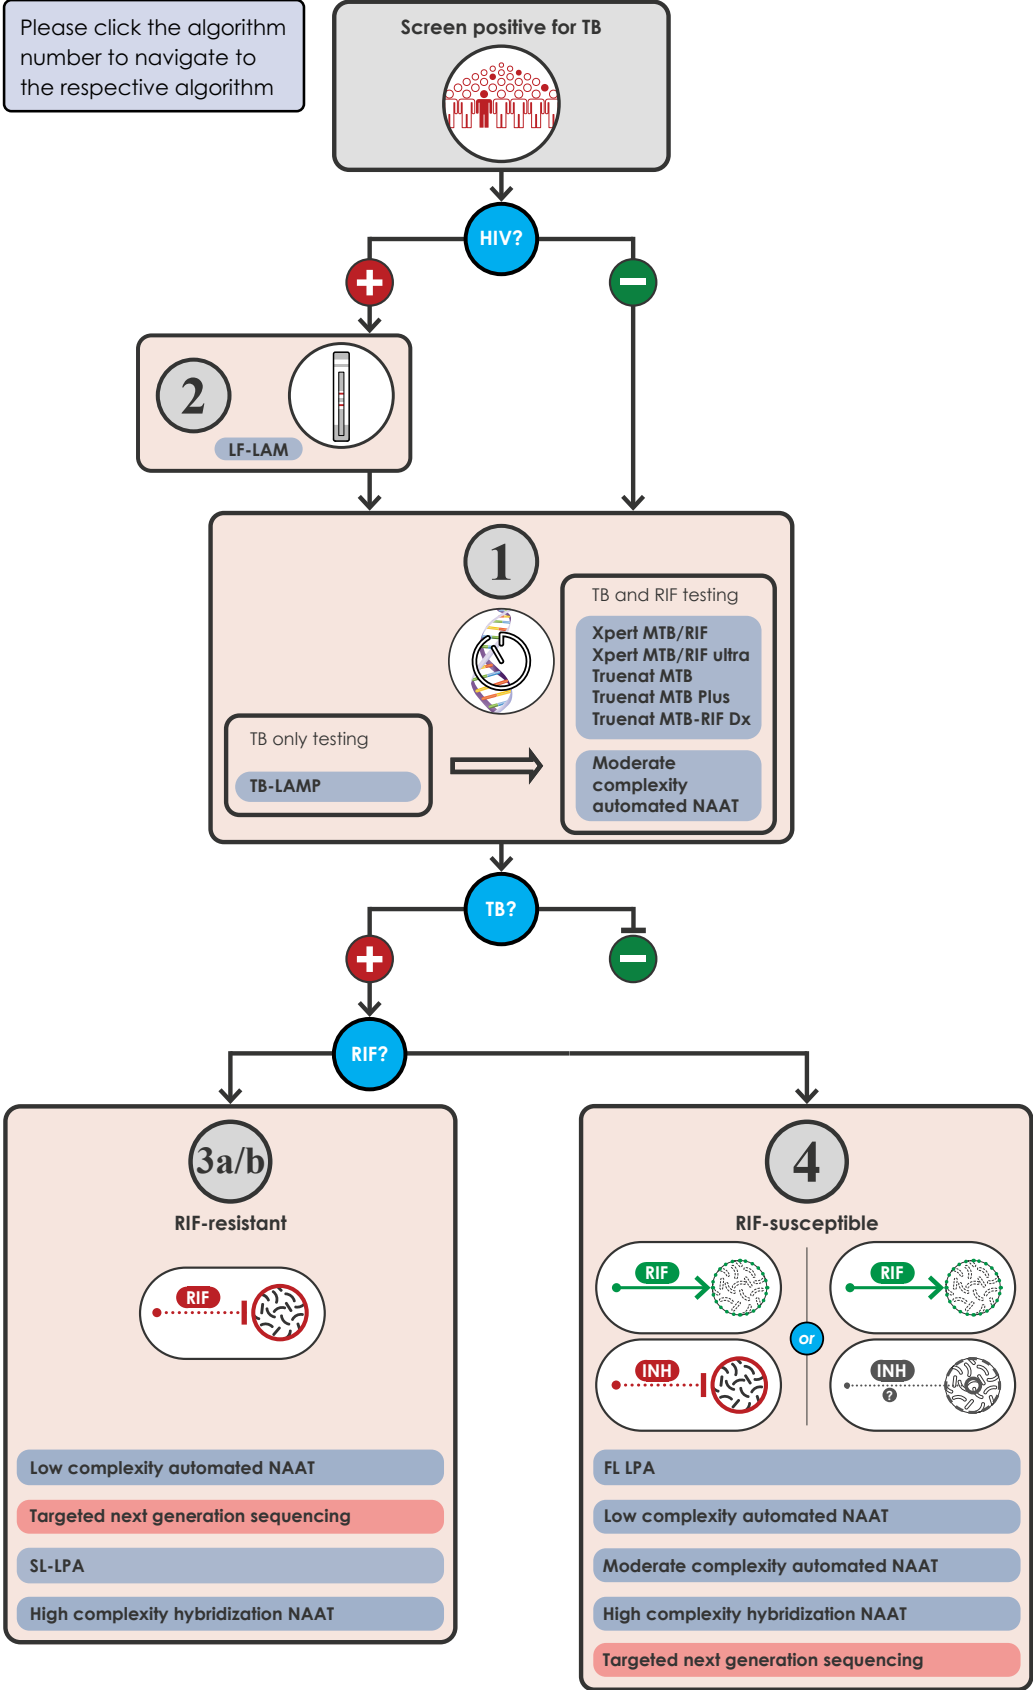 Please click the algorithm
number to navigate to
the respective algorithm
Screen positive for TB
HIV?
2
LF-LAM
1
TB and RIF testing
Xpert MTB/RIF
Xpert MTB/RIF ultra
Truenat MTB
Truenat MTB Plus
Truenat MTB-RIF Dx
Moderate
complexity
automated NAAT
TB only testing
TB-LAMP
TB?
RIF?
3a/b
RIF-resistant
RIF
Low complexity automated NAAT
Targeted next generation sequencing
SL-LPA
High complexity hybridization NAAT
4
RIF-susceptible
RIF
RIF
or
INH
INH
?
FL LPA
Low complexity automated NAAT
Moderate complexity automated NAAT
High complexity hybridization NAAT
Targeted next generation sequencing